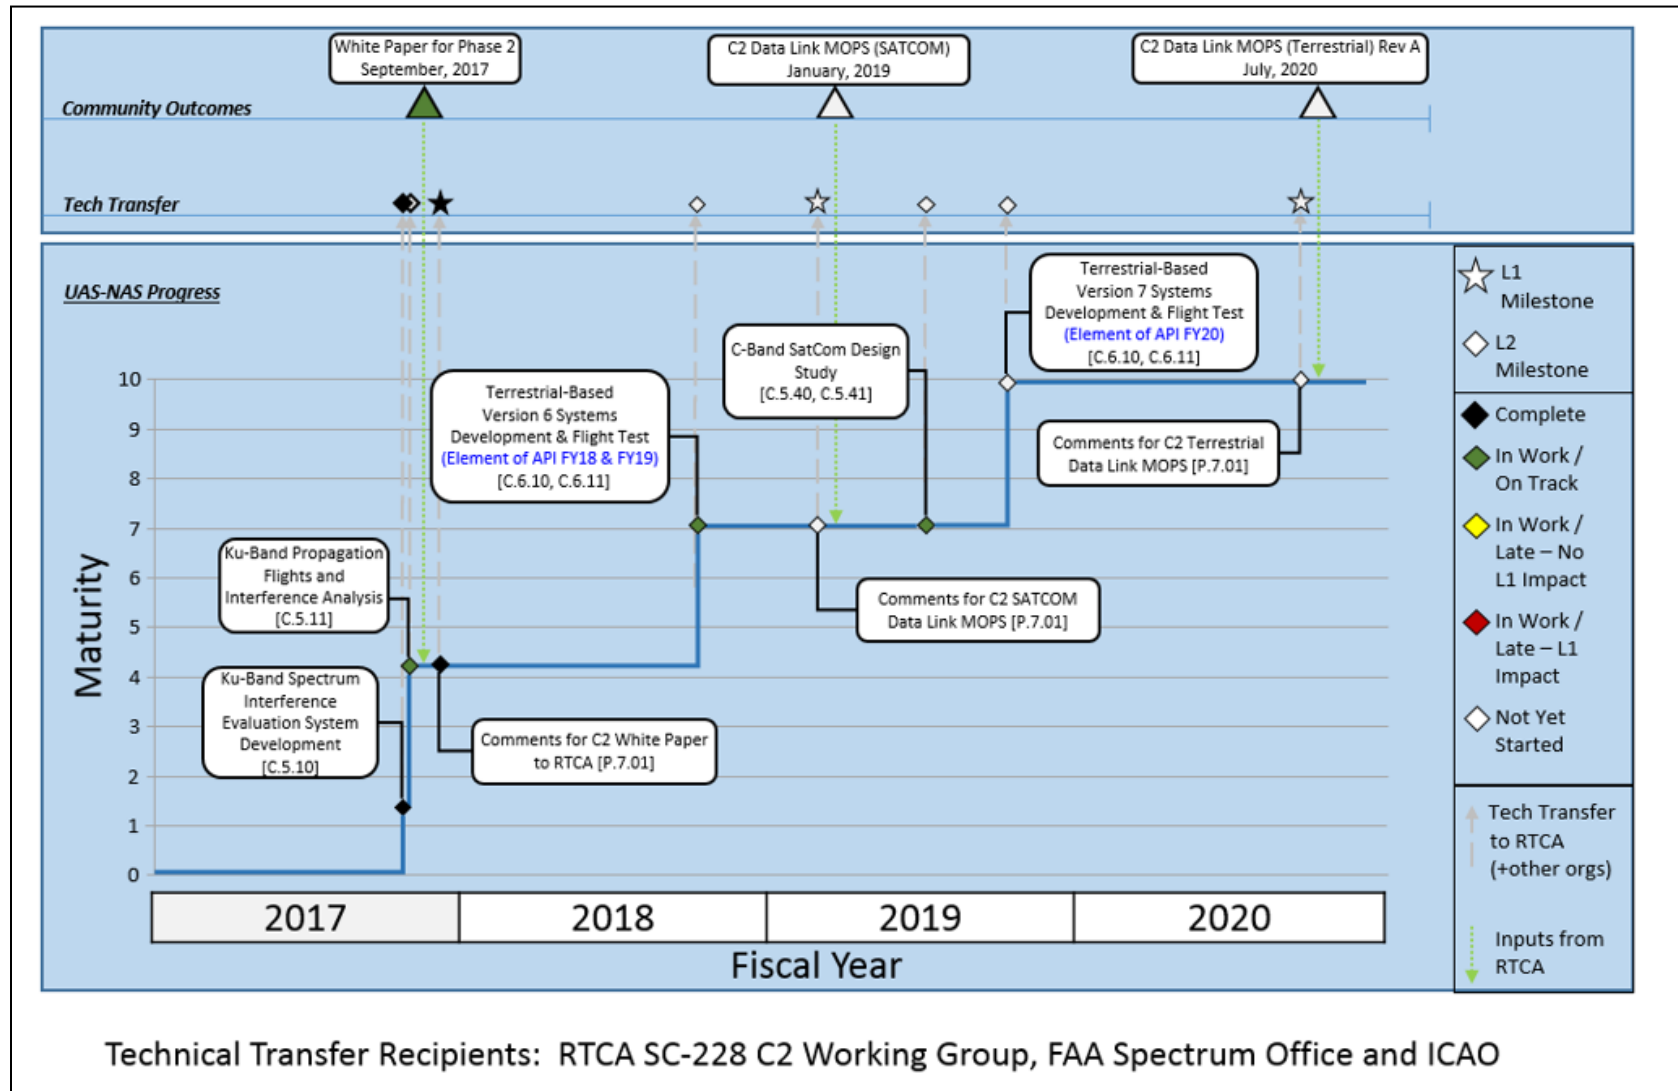 White Paper for Phase 2
September, 2017
C2 Data Link MOPS (SATCOM)
January, 2019
C2 Data Link MOPS (Terrestrial) Rev A
July, 2020
Community Outcomes
Tech Transfer
UAS-NAS Progress
Terrestrial-Based
Version 7 Systems
Development & Flight Test
(Element of API FY20)
[C.6.10, C.6.11]
C-Band SatCom Design
Study
[C.5.40, C.5.41]
Terrestrial-Based
Version 6 Systems
Development & Flight Test
(Element of API FY18 & FY19)
[C.6.10, C.6.11]
Comments for C2 Terrestrial
Data Link MOPS [P.7.01]
Ku-Band Propagation
Flights and
Interference Analysis
[C.5.11]
Comments for C2 SATCOM
Data Link MOPS [P.7.01]
Ku-Band Spectrum
Interference
Evaluation System
Development
[C.5.10]
Comments for C2 White Paper
to RTCA [P.7.01]
Maturity
10
9
8
7
6
5
4
3
2
1
0
2017
2018
2019
2020
Fiscal Year
L1
Milestone
L2
Milestone
Complete
In Work /
On Track
In Work /
Late – No
L1 Impact
In Work /
Late – L1
Impact
Not Yet
Started
Tech Transfer
to RTCA
(+other orgs)
Inputs from
RTCA
Technical Transfer Recipients:  RTCA SC-228 C2 Working Group, FAA Spectrum Office and ICAO